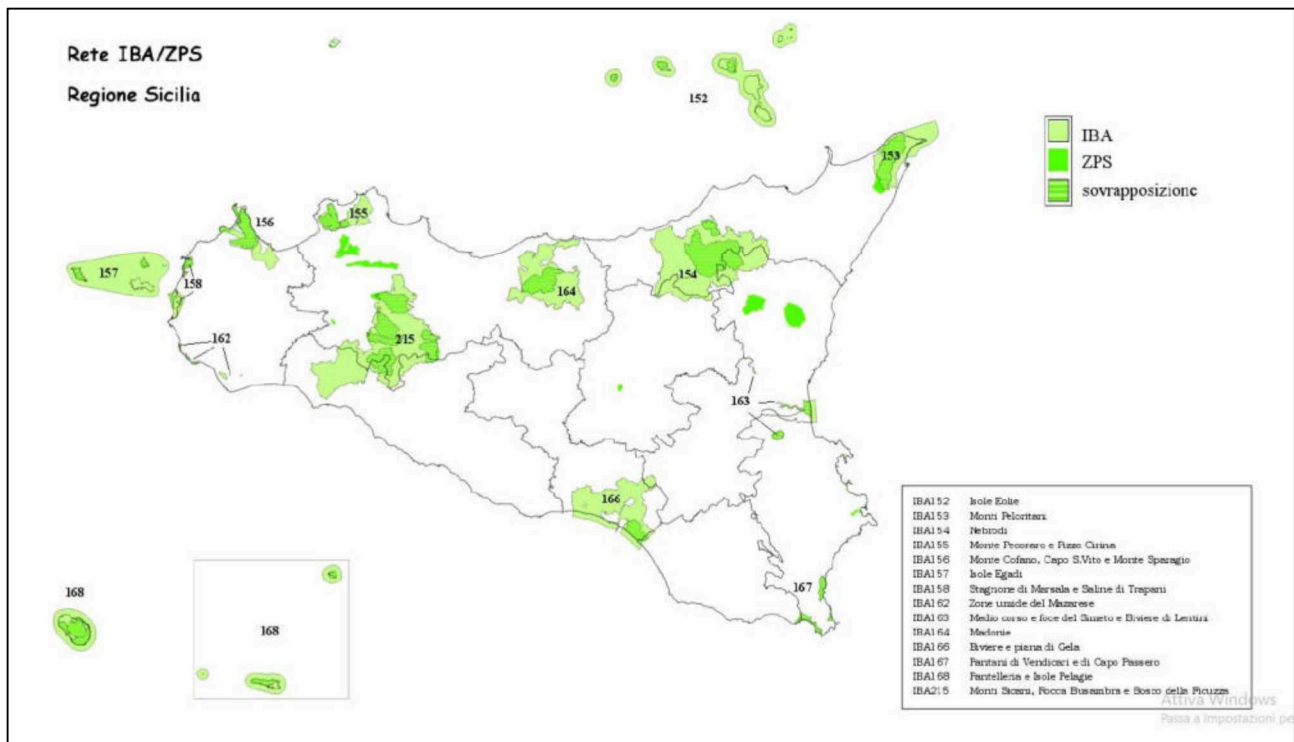 Rete IBA/ZPS
Regione Sicilia
152
IBA
ZPS
sovrapposizione
153
156
155
157
158
154
164
162
215
163
166
167
168
168
IBA152 Isole Eolie
IBA153 Monti Peloritani
IBA154 Nebrodi
IBA155 Monte Pecoraro e Pizzo Cirina
IBA156 Monte Cofano, Capo S.Vito e Monte Sparagio
IBA157 Isole Egadi
IBA158 Stagnone di Marsala e Saline di Trapani
IBA162 Zone umide del Mazarese
IBA163 Medio corso e foce del Simeto e Biviere di Lentini
IBA164 Madonie
IBA166 Biviere e piana di Gela
IBA167 Pantani di Vendicari e di Capo Passero
IBA168 Pantelleria e Isole Pelagie
IBA215 Monti Sicani, Rocca Busambra e Bosco della Ficuzza
Attiva Windows
Passa a Impostazioni pe